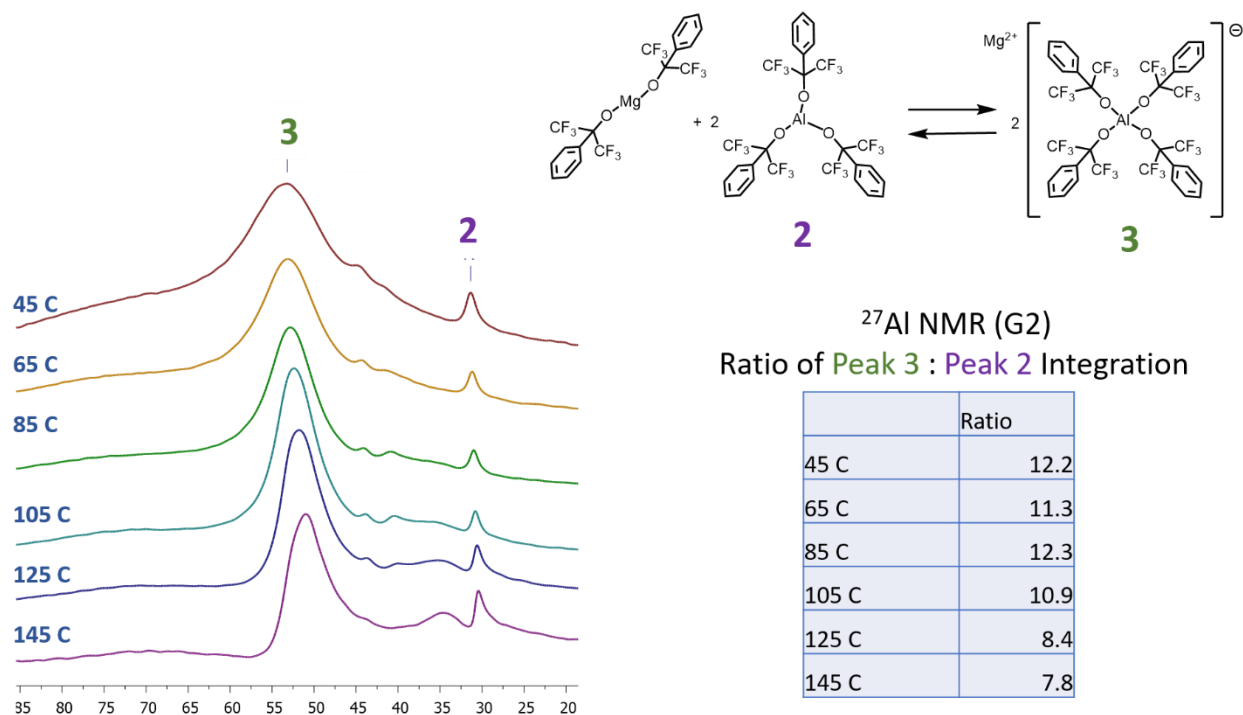 3
2
45 C
65 C
85 C
105 C
125 C
145 C
85 80 75 70 65 60 55 50 45 40 35 30 25 20
CF₃
CF₃
O
Mg
O
CF₃
CF₃
+ 2
CF₃
CF₃
O
Al
O
O
CF₃
CF₃
CF₃
CF₃
2
Mg²⁺
2
CF₃
CF₃
CF₃
CF₃
O
O
Al
O
O
CF₃
CF₃
CF₃
CF₃
⊖
3
²⁷Al NMR (G2)
Ratio of Peak 3 : Peak 2 Integration
Ratio
45 C 12.2
65 C 11.3
85 C 12.3
105 C 10.9
125 C 8.4
145 C 7.8